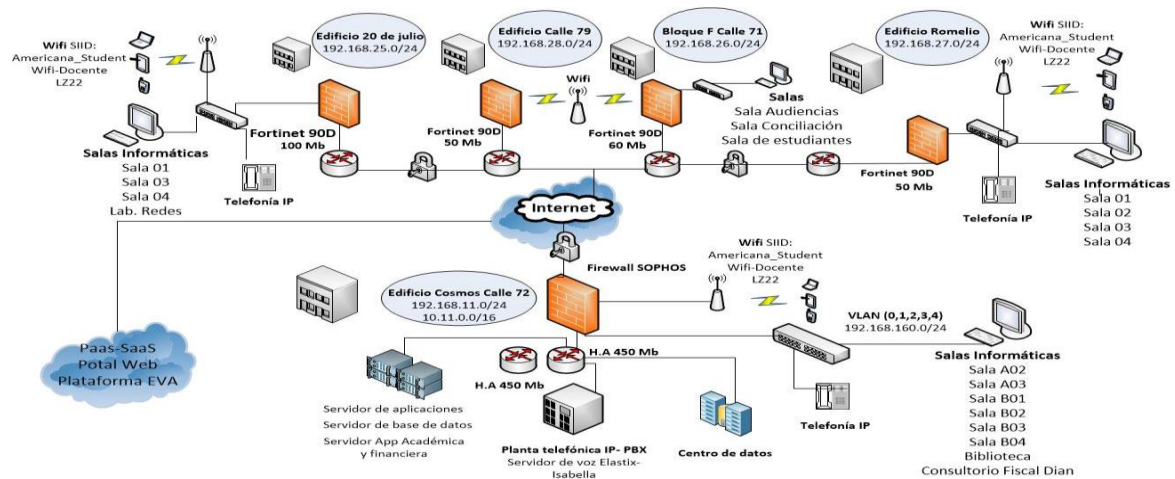 Wifi SIID:
Americana_Student
Wifi-Docente
LZ22
Edificio 20 de julio
192.168.25.0/24
Edificio Calle 79
192.168.28.0/24
Bloque F Calle 71
192.168.26.0/24
Edificio Romelio
192.168.27.0/24
Wifi SIID:
Americana_Student
Wifi-Docente
LZ22
Wifi
Salas
Sala Audiencias
Sala Conciliación
Sala de estudiantes
Fortinet 90D
100 Mb
Fortinet 90D
50 Mb
Fortinet 90D
60 Mb
Fortinet 90D
50 Mb
Salas Informáticas
Sala 01
Sala 03
Sala 04
Lab. Redes
Telefonía IP
Telefonía IP
Salas Informáticas
Sala 01
Sala 02
Sala 03
Sala 04
Internet
Firewall SOPHOS
Wifi SIID:
Americana_Student
Wifi-Docente
LZ22
Edificio Cosmos Calle 72
192.168.11.0/24
10.11.0.0/16
VLAN (0,1,2,3,4)
192.168.160.0/24
Paas-SaaS
Potal Web
Plataforma EVA
H.A 450 Mb
H.A 450 Mb
Salas Informáticas
Sala A02
Sala A03
Sala B01
Sala B02
Sala B03
Sala B04
Biblioteca
Consultorio Fiscal Dian
Servidor de aplicaciones
Servidor de base de datos
Servidor App Académica
y financiera
Planta telefónica IP- PBX
Servidor de voz Elastix-
Isabella
Centro de datos
Telefonía IP